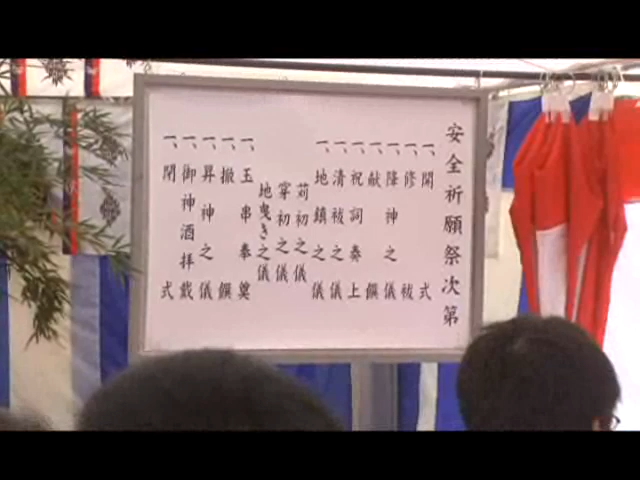 安全祈願祭次第
一、開式
一、修祓
一、降神之儀
一、献饌
一、祝詞奏上
一、清祓之儀
一、地鎮之儀
苅初之儀
穿初之儀
地曳き之儀
一、玉串奉奠
一、撤饌
一、昇神之儀
一、御神酒拝戴
一、閉式